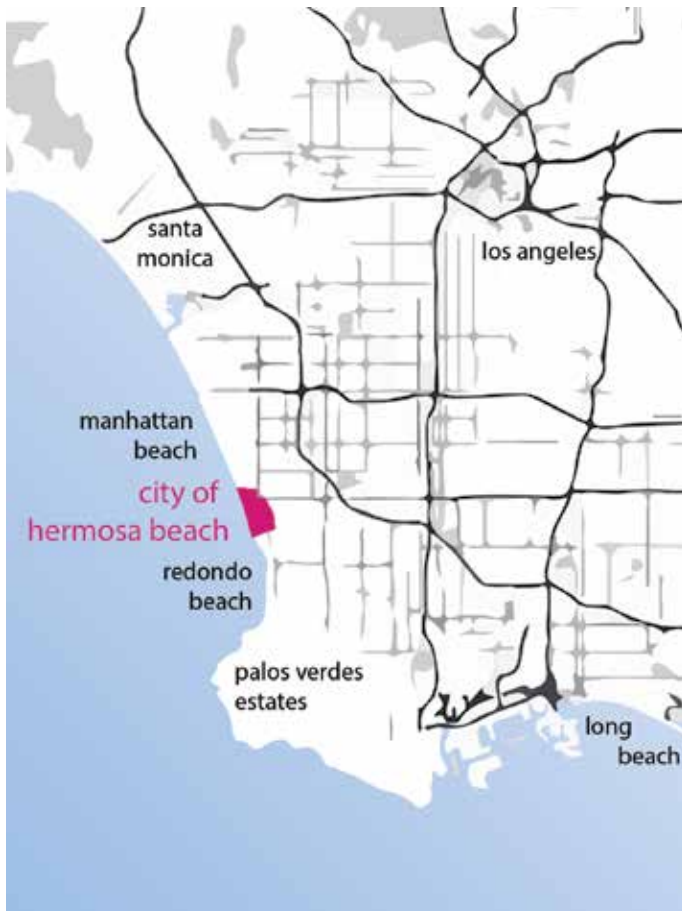 santa
monica
los angeles
manhattan
beach
city of
hermosa beach
redondo
beach
palos verdes
estates
long
beach